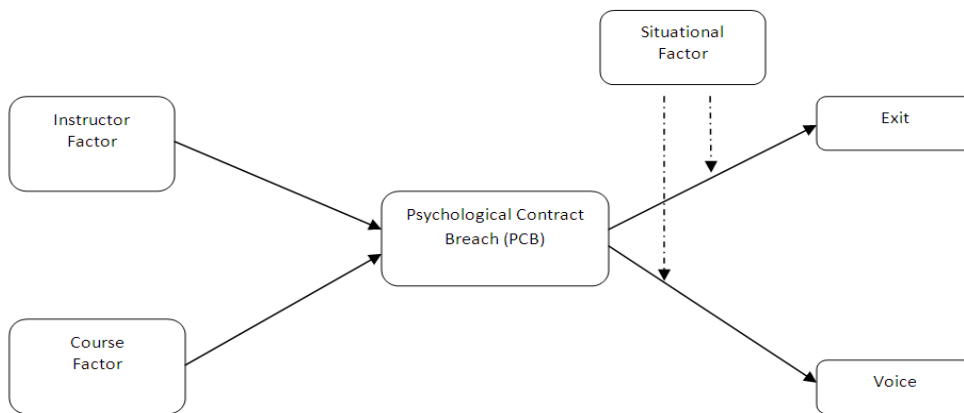 Situational
Factor
Instructor
Factor
Exit
Psychological Contract
Breach (PCB)
Course
Factor
Voice